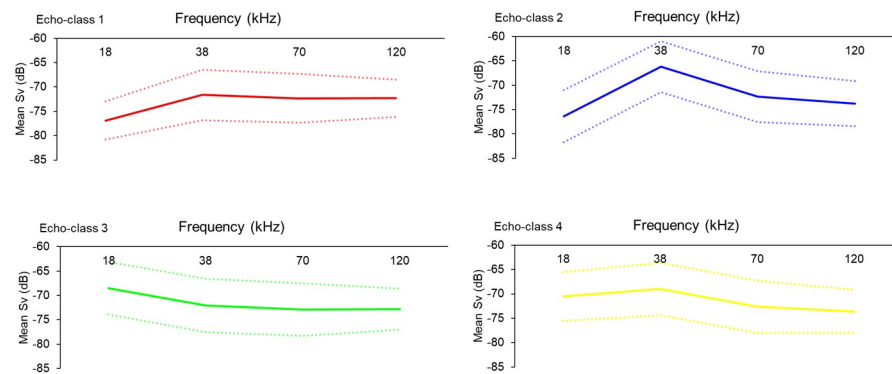 Echo-class 1
Frequency (kHz)
-60
18 38 70 120
-65
-70
-75
-80
-85
Mean Sv (dB)
Echo-class 2
Frequency (kHz)
-60
18 38 70 120
-65
-70
-75
-80
-85
Mean Sv (dB)
Echo-class 3
Frequency (kHz)
-60
18 38 70 120
-65
-70
-75
-80
-85
Mean Sv (dB)
Echo-class 4
Frequency (kHz)
-60
18 38 70 120
-65
-70
-75
-80
-85
Mean Sv (dB)